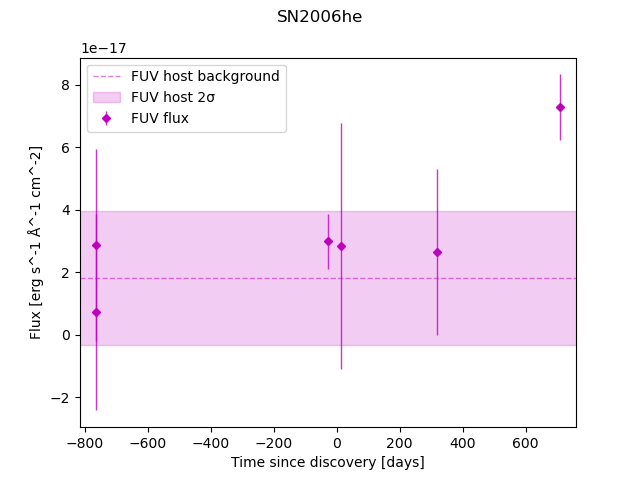 SN2006he
1e−17
FUV host background
FUV host 2σ
FUV flux
8
6
4
2
0
−2
Flux [erg s^-1 Å^-1 cm^-2]
−800 −600 −400 −200 0 200 400 600
Time since discovery [days]